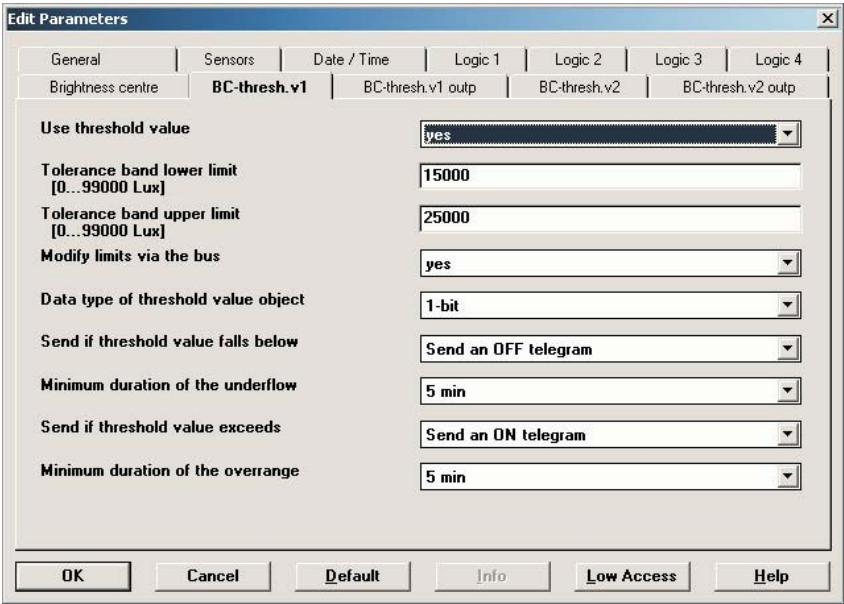 Edit Parameters
General Sensors Date / Time Logic 1 Logic 2 Logic 3 Logic 4
Brightness centre BC-thresh.v1 BC-thresh.v1 outp BC-thresh.v2 BC-thresh.v2 outp
Use threshold value yes
Tolerance band lower limit 15000
[0...99000 Lux]
Tolerance band upper limit 25000
[0...99000 Lux]
Modify limits via the bus yes
Data type of threshold value object 1-bit
Send if threshold value falls below Send an OFF telegram
Minimum duration of the underflow 5 min
Send if threshold value exceeds Send an ON telegram
Minimum duration of the overrange 5 min
OK Cancel Default Info Low Access Help